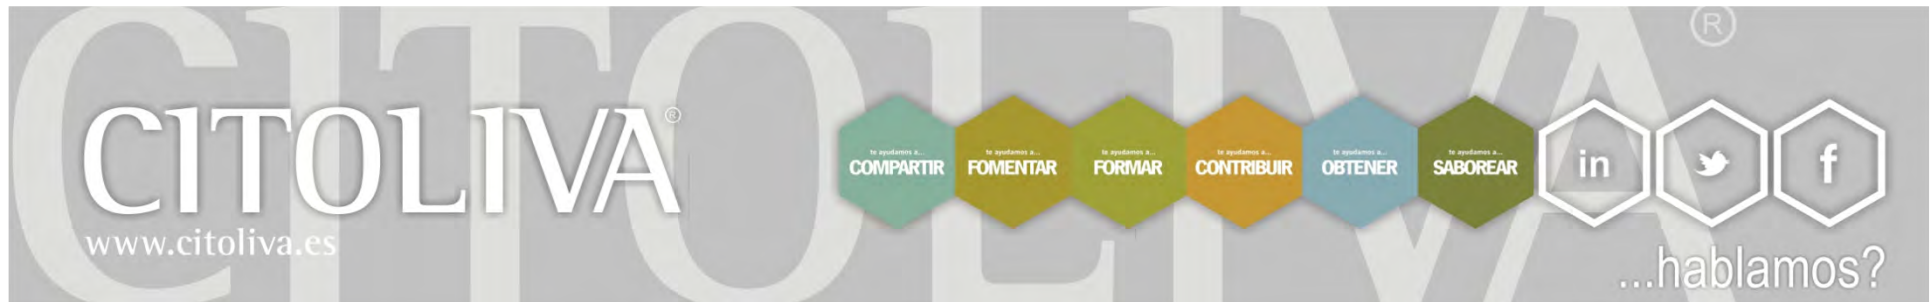 CITOLIVA®
CITOLIVA®
www.citoliva.es
te ayudamos a...
COMPARTIR
te ayudamos a...
FOMENTAR
te ayudamos a...
FORMAR
te ayudamos a...
CONTRIBUIR
te ayudamos a...
OBTENER
te ayudamos a...
SABOREAR
in
f
...hablamos?